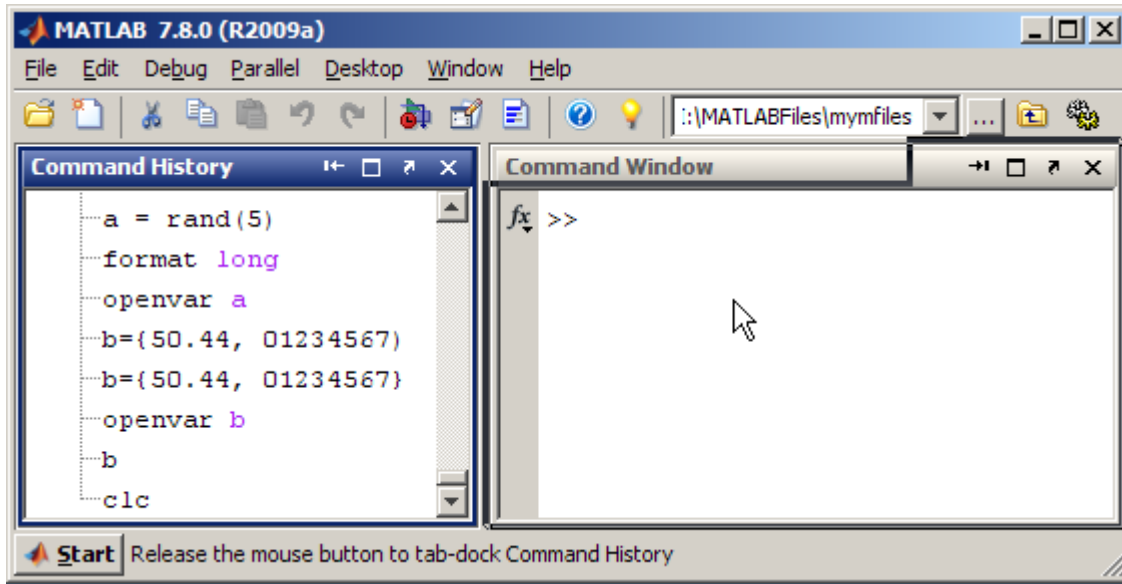 MATLAB 7.8.0 (R2009a)
File Edit Debug Parallel Desktop Window Help
:\MATLABFiles\mymfiles ...
Command History
a = rand(5)
format long
openvar a
b={50.44, 01234567)
b={50.44, 01234567}
openvar b
b
clc
Command Window
fx >>
Start Release the mouse button to tab-dock Command History